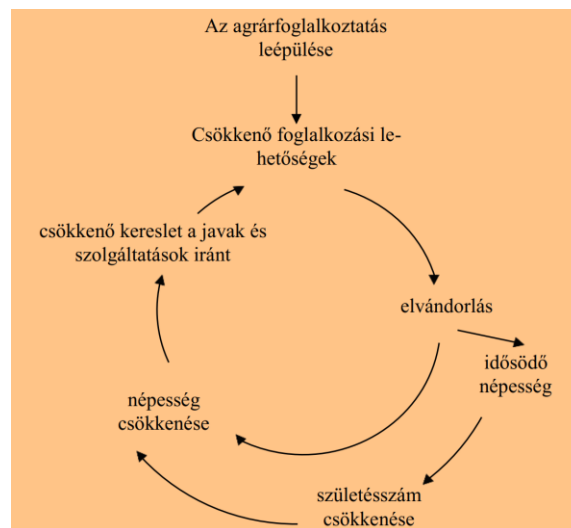 Az agrárfoglalkoztatás
leépülése
Csökkenő foglalkozási le-
hetőségek
csökkenő kereslet a javak és
szolgáltatások iránt
elvándorlás
idősödő
népesség
népesség
csökkenése
születésszám
csökkenése